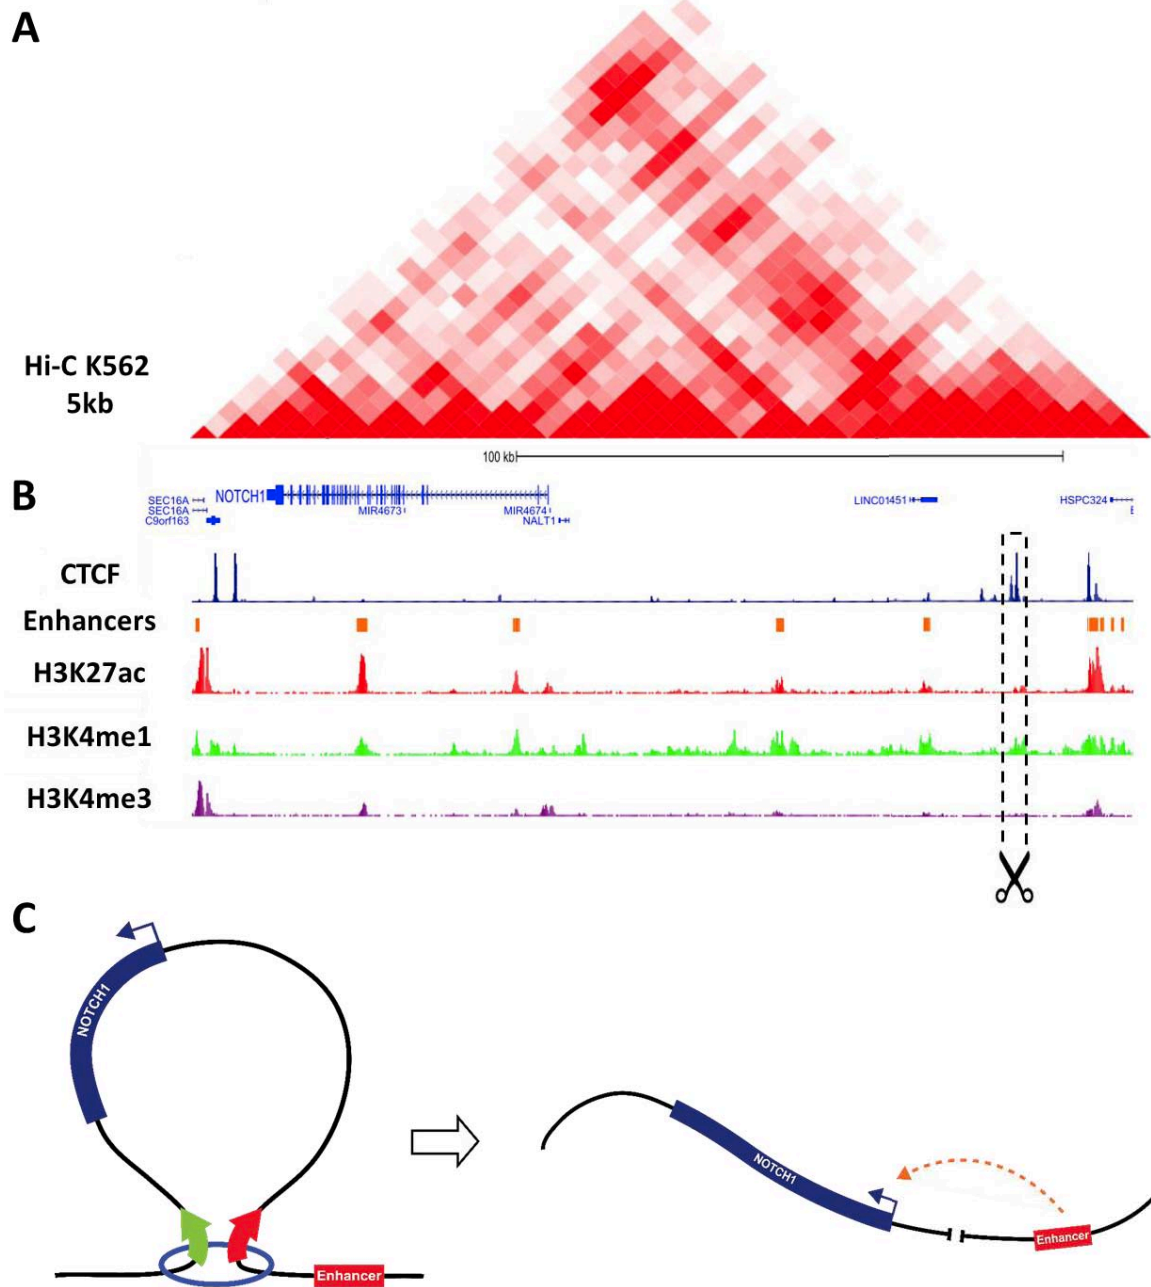 A
Hi-C K562
5kb
100 kb
B
SEC16A
NOTCH1
SEC16A
MIR4673
MIR4674
LINC01451
HSPC324
C9orf163
NALT1
E
CTCF
Enhancers
H3K27ac
H3K4me1
H3K4me3
C
NOTCH1
Enhancer
NOTCH1
Enhancer